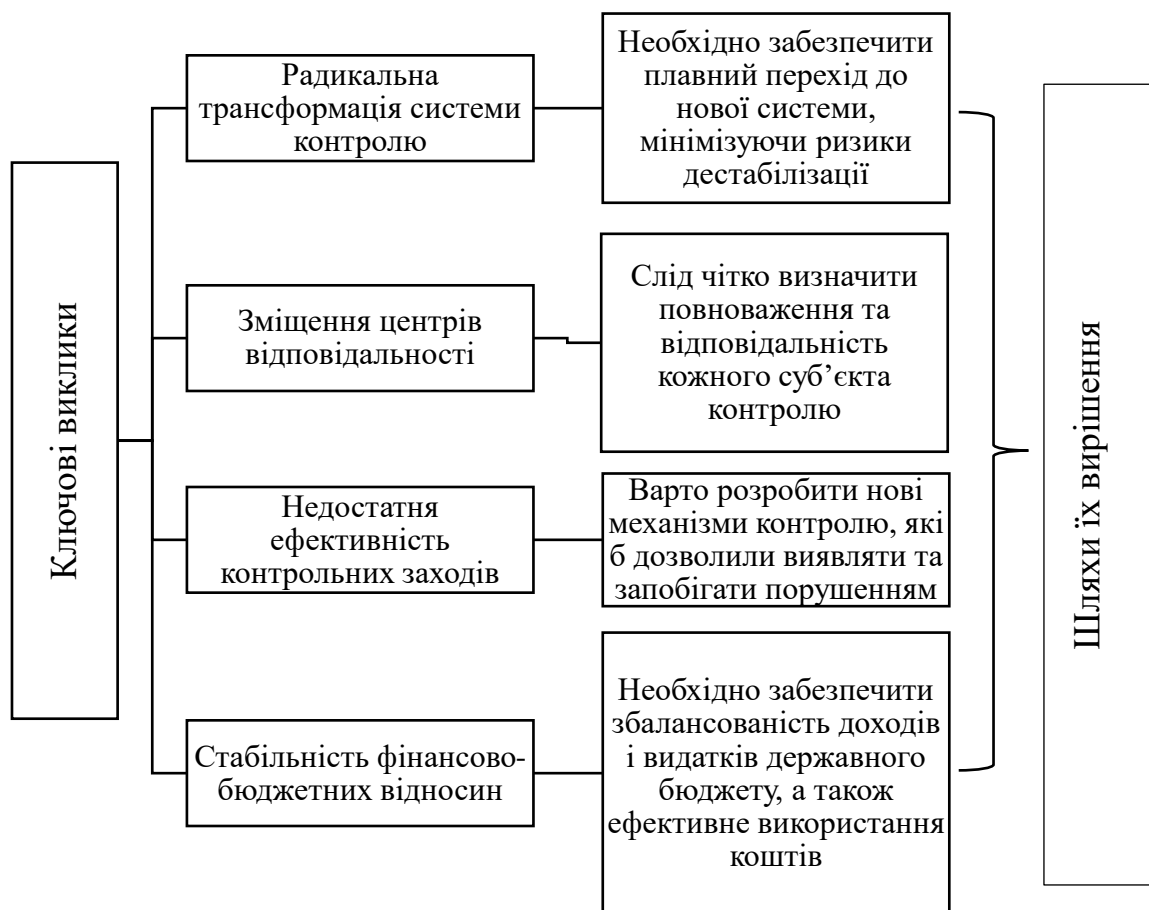 Ключові виклики
Радикальна
трансформація системи
контролю
Необхідно забезпечити
плавний перехід до
нової системи,
мінімізуючи ризики
дестабілізації
Зміщення центрів
відповідальності
Слід чітко визначити
повноваження та
відповідальність
кожного суб’єкта
контролю
Недостатня
ефективність
контрольних заходів
Варто розробити нові
механізми контролю, які
б дозволили виявляти та
запобігати порушенням
Стабільність фінансово-
бюджетних відносин
Необхідно забезпечити
збалансованість доходів
і видатків державного
бюджету, а також
ефективне використання
коштів
Шляхи їх вирішення